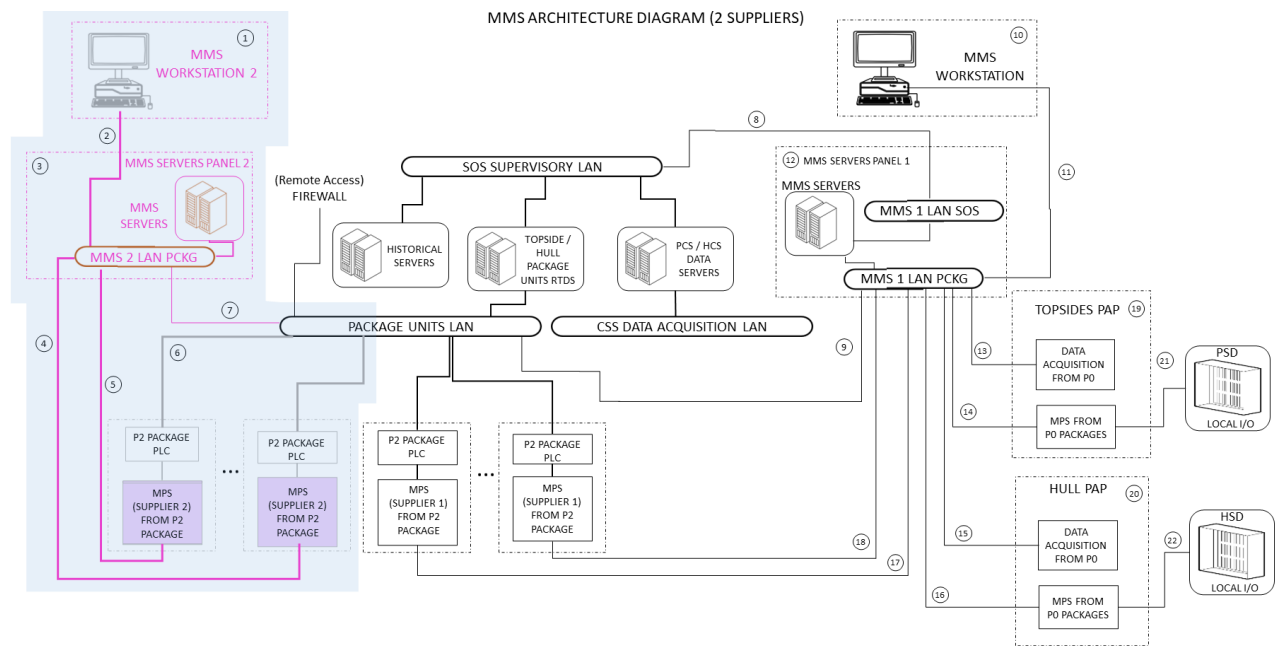 MMS ARCHITECTURE DIAGRAM (2 SUPPLIERS)
1
MMS
WORKSTATION 2
2
3
MMS SERVERS PANEL 2
MMS
SERVERS
MMS 2 LAN PCKG
4
5
6
7
(Remote Access)
FIREWALL
SOS SUPERVISORY LAN
8
HISTORICAL
SERVERS
TOPSIDE /
HULL
PACKAGE
UNITS RTDS
PCS / HCS
DATA
SERVERS
PACKAGE UNITS LAN
CSS DATA ACQUISITION LAN
9
10
MMS
WORKSTATION
11
12
MMS SERVERS PANEL 1
MMS SERVERS
MMS 1 LAN SOS
MMS 1 LAN PCKG
P2 PACKAGE
PLC
MPS
(SUPPLIER 2)
FROM P2
PACKAGE
...
P2 PACKAGE
PLC
MPS
(SUPPLIER 2)
FROM P2
PACKAGE
P2 PACKAGE
PLC
MPS
(SUPPLIER 1)
FROM P2
PACKAGE
...
P2 PACKAGE
PLC
MPS
(SUPPLIER 1)
FROM P2
PACKAGE
18
17
TOPSIDES PAP
19
13
DATA
ACQUISITION
FROM P0
14
MPS FROM
P0 PACKAGES
21
PSD
LOCAL I/O
HULL PAP
20
15
DATA
ACQUISITION
FROM P0
16
MPS FROM
P0 PACKAGES
22
HSD
LOCAL I/O